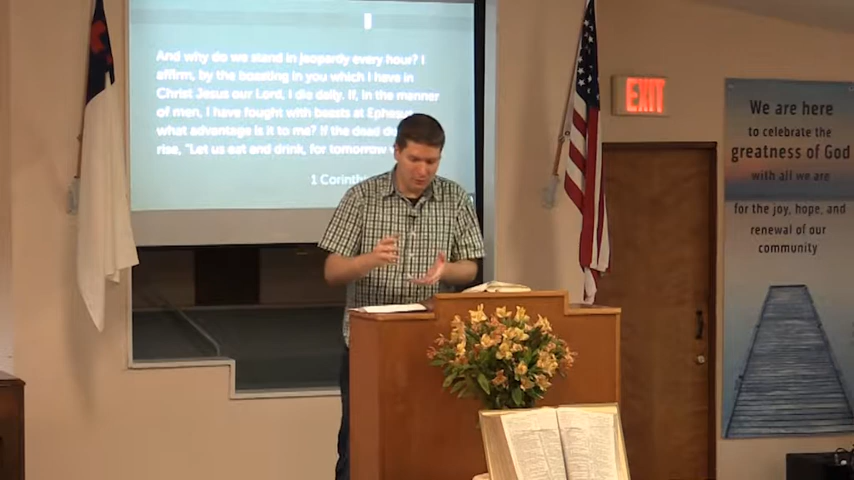 And why do we stand in jeopardy every hour? I
affirm, by the boasting in you which I have in
Christ Jesus our Lord, I die daily. If, in the manner
of men, I have fought with beasts at Ephesus,
what advantage is it to me? If the dead do
rise, "Let us eat and drink, for tomorrow
1 Corinth
EXIT
WE ARE HERE
to celebrate the
greatness of God
with all we are
for the joy, hope, and
renewal of our
community.